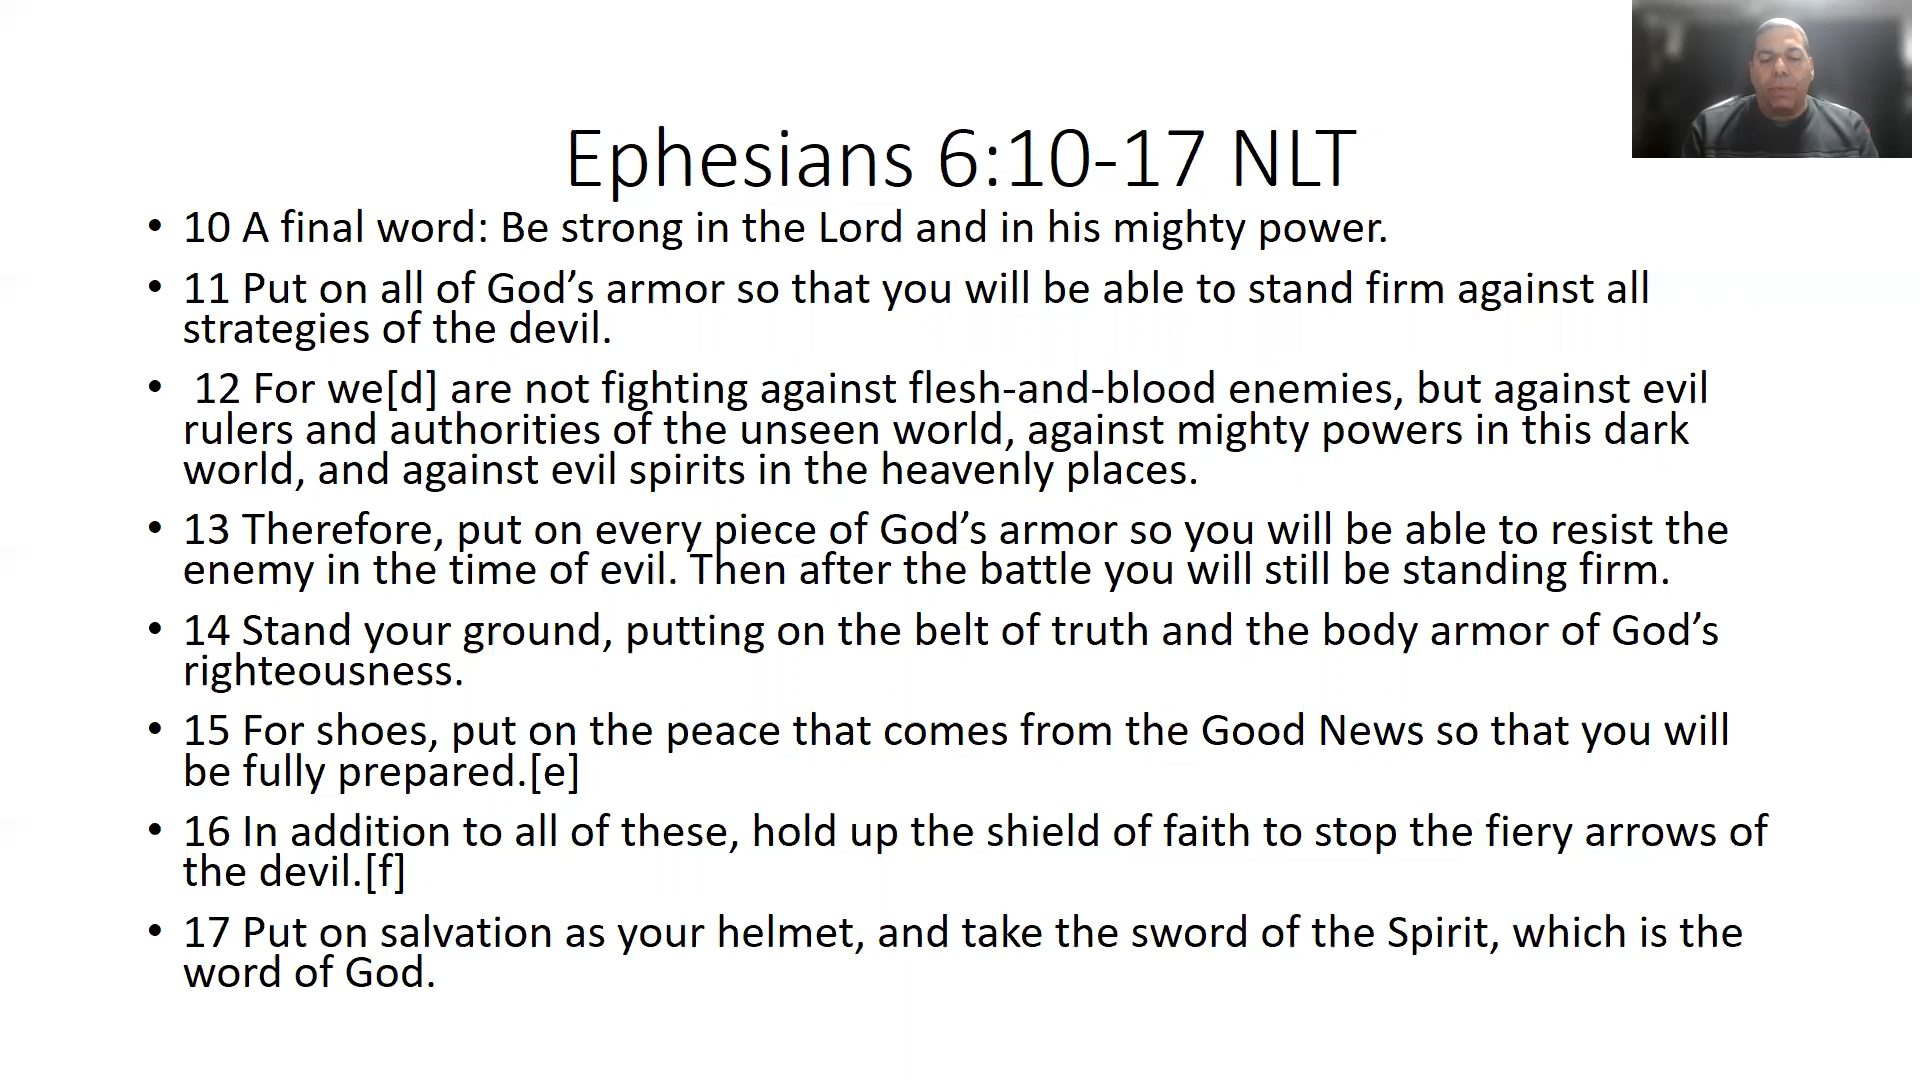 Ephesians 6:10-17 NLT
• 10 A final word: Be strong in the Lord and in his mighty power.
• 11 Put on all of God’s armor so that you will be able to stand firm against all
strategies of the devil.
• 12 For we[d] are not fighting against flesh-and-blood enemies, but against evil
rulers and authorities of the unseen world, against mighty powers in this dark
world, and against evil spirits in the heavenly places.
• 13 Therefore, put on every piece of God’s armor so you will be able to resist the
enemy in the time of evil. Then after the battle you will still be standing firm.
• 14 Stand your ground, putting on the belt of truth and the body armor of God’s
righteousness.
• 15 For shoes, put on the peace that comes from the Good News so that you will
be fully prepared.[e]
• 16 In addition to all of these, hold up the shield of faith to stop the fiery arrows of
the devil.[f]
• 17 Put on salvation as your helmet, and take the sword of the Spirit, which is the
word of God.